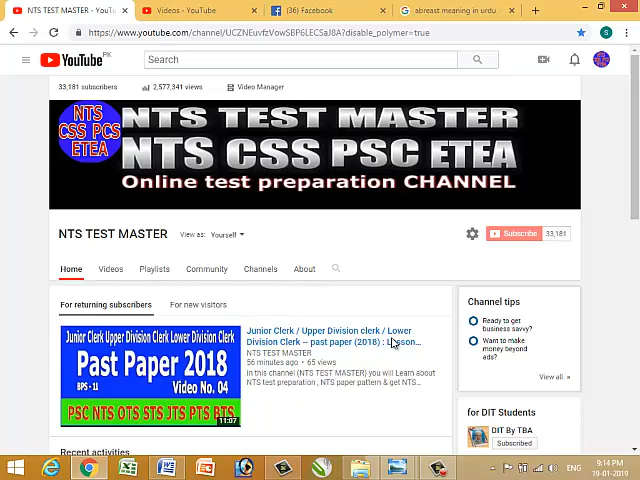 NTS TEST MASTER - YouT
Videos - YouTube
(36) Facebook
abreast meaning in urdu
https://www.youtube.com/channel/UCZNEuvfzVowSBP6LECSaJ8A?disable_polymer=true
YouTube PK
Search
33,181 subscribers
2,577,341 views
Video Manager
NTS
CSS PCS
ETEA
NTS TEST MASTER
NTS CSS PSC ETEA
Online test preparation CHANNEL
NTS TEST MASTER
View as: Yourself
Subscribe 33,181
Home
Videos
Playlists
Community
Channels
About
For returning subscribers
For new visitors
Junior Clerk Upper Division Clerk Lower Division Clerk
Past Paper 2018
BPS - 11
Video No. 04
PSC NTS OTS STS JTS PTS BTS
11:07
Junior Clerk / Upper Division clerk / Lower
Division Clerk -- past paper (2018) : Lesson...
NTS TEST MASTER
56 minutes ago • 65 views
in this channel (NTS TEST MASTER) you will Learn about
NTS test preparation , NTS paper pattern & get NTS...
Recent activities
Channel tips
Ready to get
business savvy?
Want to make
money beyond
ads?
View all »
for DIT Students
DIT By TBA
Subscribed
ENG
9:14 PM
19-01-2019